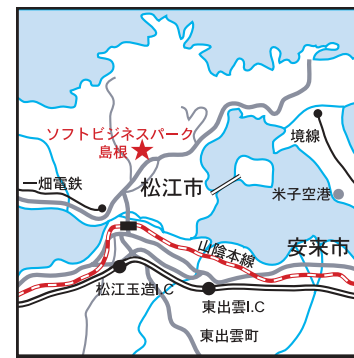 ソフトビジネスパーク
島根
境線
一畑電鉄
松江市
米子空港
山陰本線
安来市
松江玉造I.C
東出雲I.C
東出雲町